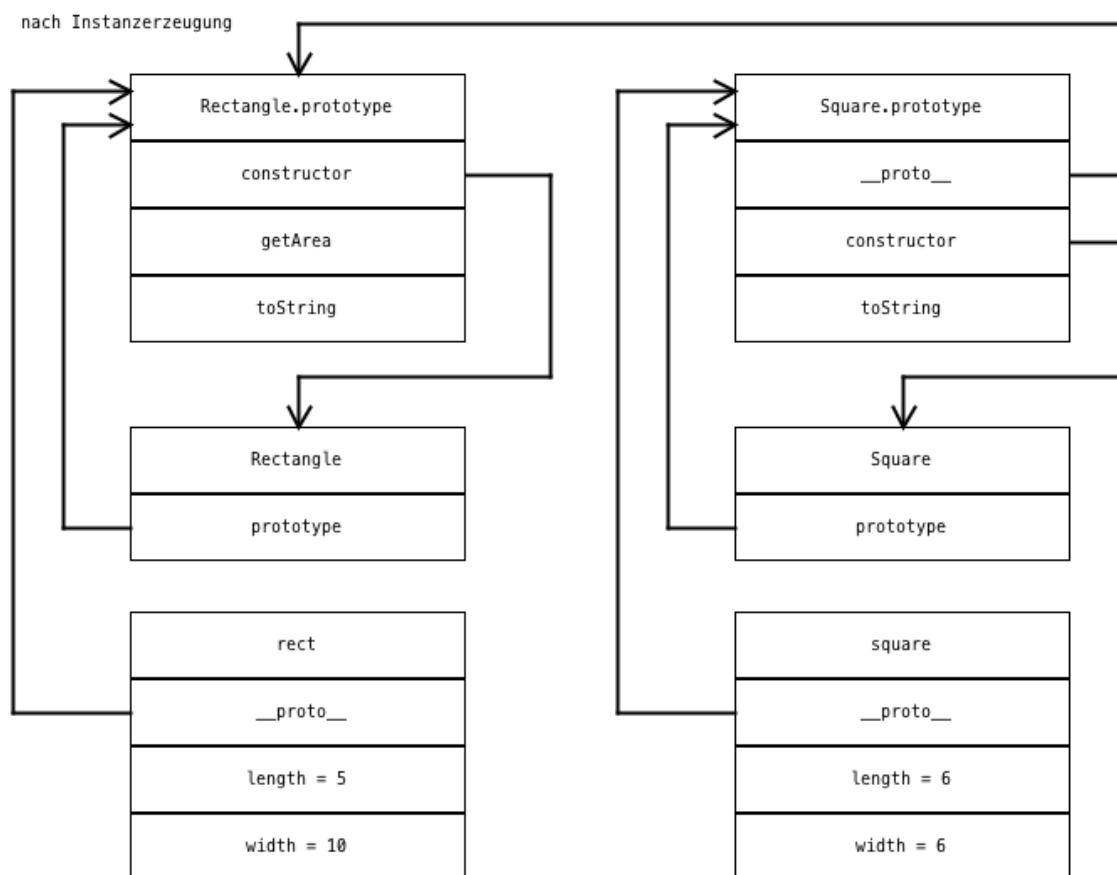 nach Instanzerzeugung
Rectangle.prototype
constructor
getArea
toString
Rectangle
prototype
rect
__proto__
length = 5
width = 10
Square.prototype
__proto__
constructor
toString
Square
prototype
square
__proto__
length = 6
width = 6